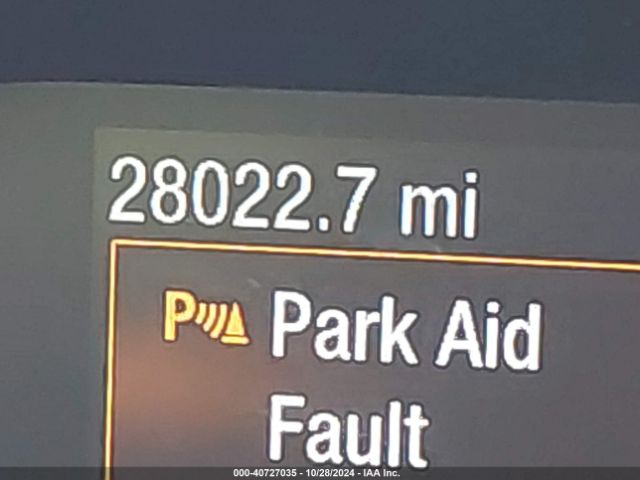 28022.7 mi
P Park Aid
Fault
000-40727035 - 10/28/2024 - IAA Inc.